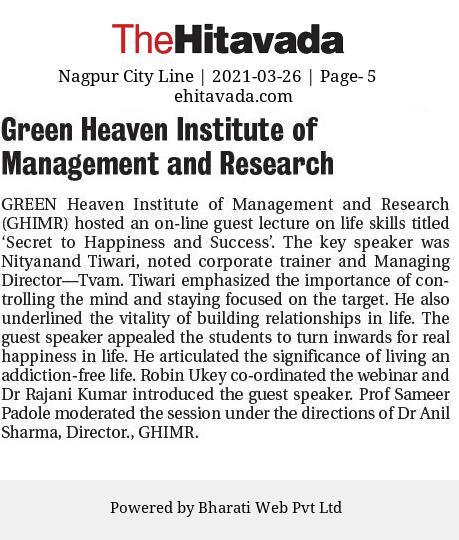 TheHitavada
Nagpur City Line | 2021-03-26 | Page- 5
ehitavada.com
Green Heaven Institute of
Management and Research
GREEN Heaven Institute of Management and Research
(GHIMR) hosted an on-line guest lecture on life skills titled
‘Secret to Happiness and Success’. The key speaker was
Nityanand Tiwari, noted corporate trainer and Managing
Director—Tvam. Tiwari emphasized the importance of con-
trolling the mind and staying focused on the target. He also
underlined the vitality of building relationships in life. The
guest speaker appealed the students to turn inwards for real
happiness in life. He articulated the significance of living an
addiction-free life. Robin Ukey co-ordinated the webinar and
Dr Rajani Kumar introduced the guest speaker. Prof Sameer
Padole moderated the session under the directions of Dr Anil
Sharma, Director., GHIMR.
Powered by Bharati Web Pvt Ltd